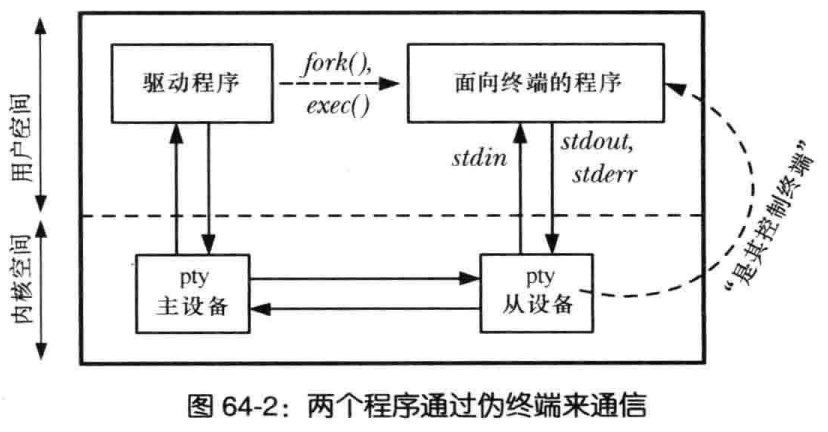 用户空间
驱动程序
fork(),
exec()
面向终端的程序
stdin
stdout,
stderr
“是其控制终端”
内核空间
pty
主设备
pty
从设备
图 64-2：两个程序通过伪终端来通信